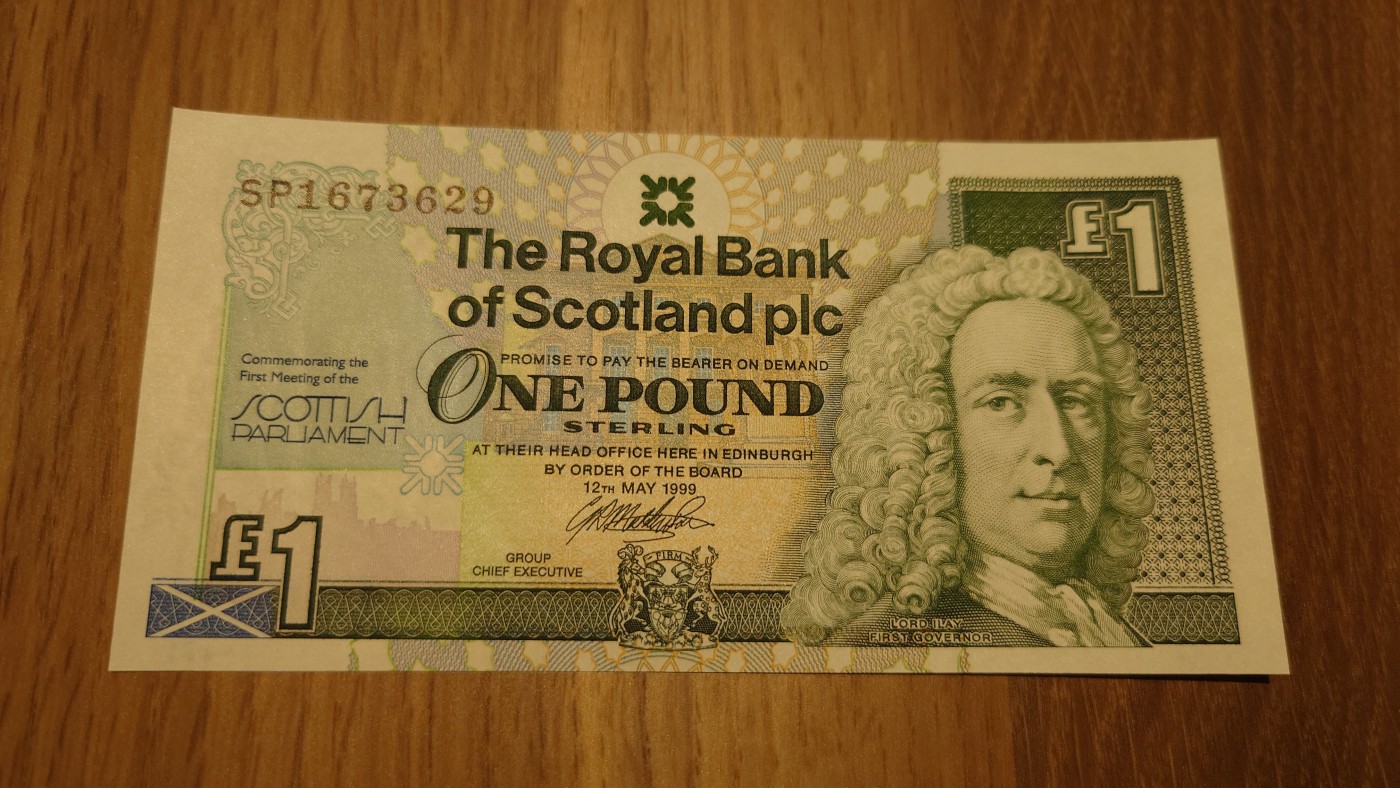 SP1673629
£1
The Royal Bank
of Scotland plc
PROMISE TO PAY THE BEARER ON DEMAND
ONE POUND
STERLING
AT THEIR HEAD OFFICE HERE IN EDINBURGH
BY ORDER OF THE BOARD
12TH MAY 1999
Commemorating the
First Meeting of the
SCOTTISH
PARLIAMENT
GROUP
CHIEF EXECUTIVE
FIRM
£1
LORD ILAY
FIRST GOVERNOR